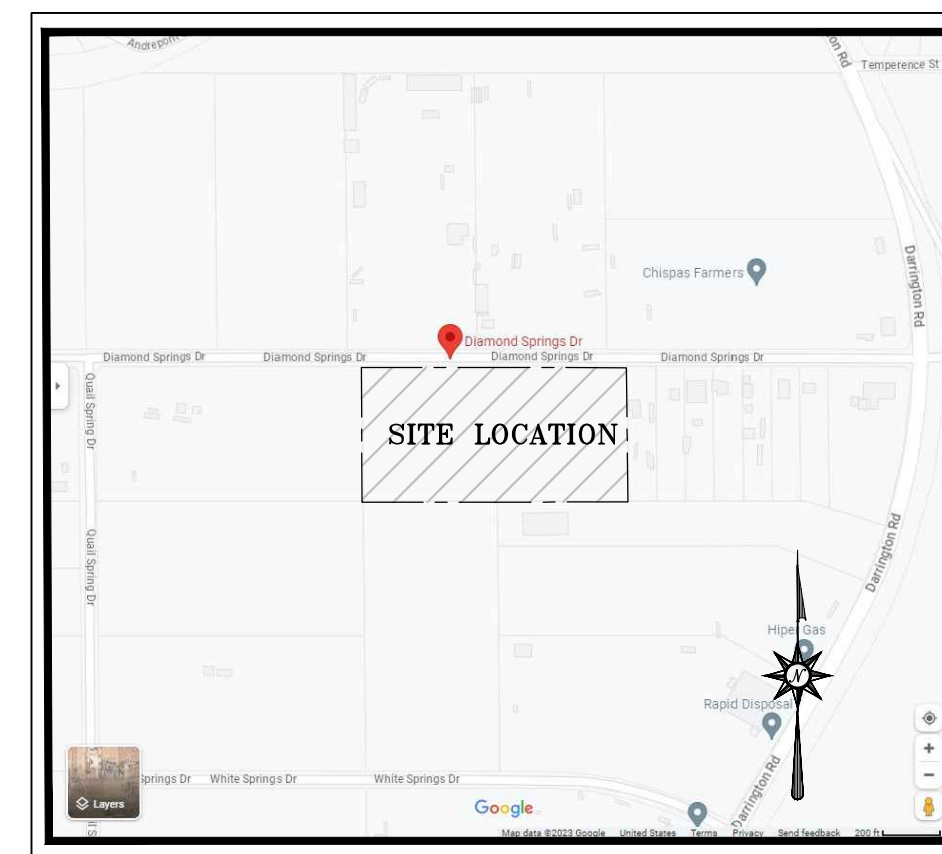 Andrepont
on Rd
Temperence St
Darrington Rd
Chispas Farmers
Diamond Springs Dr
Diamond Springs Dr
Diamond Springs Dr
Diamond Springs Dr
Diamond Springs Dr
Quail Spring Dr
SITE LOCATION
Quail Spring Dr
Darrington Rd
Hiper Gas
N
Rapid Disposal
Springs Dr
White Springs Dr
White Springs Dr
Darrington Rd
Layers
Google
Map data ©2023 Google United States Terms Privacy Send feedback 200 ft